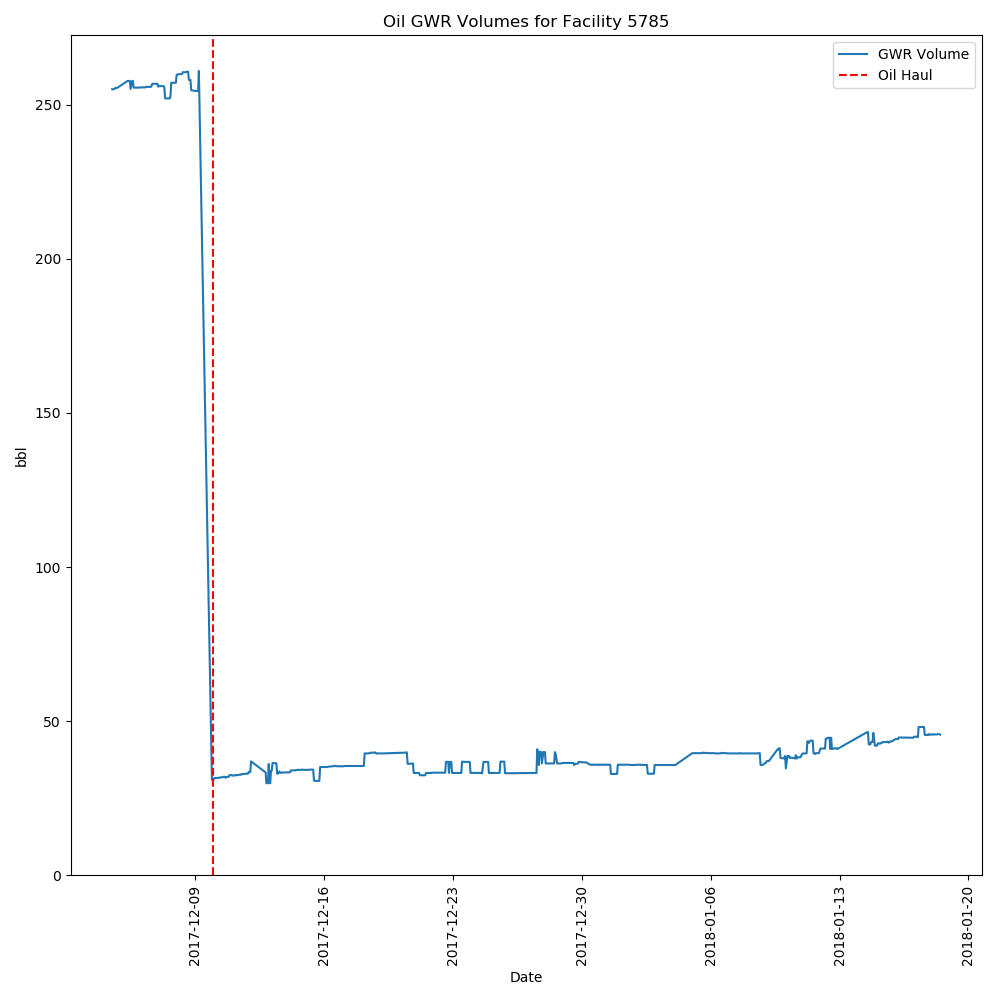 Oil GWR Volumes for Facility 5785
GWR Volume
Oil Haul
250
200
150
100
50
0
bbl
2017-12-09
2017-12-16
2017-12-23
2017-12-30
2018-01-06
2018-01-13
2018-01-20
Date